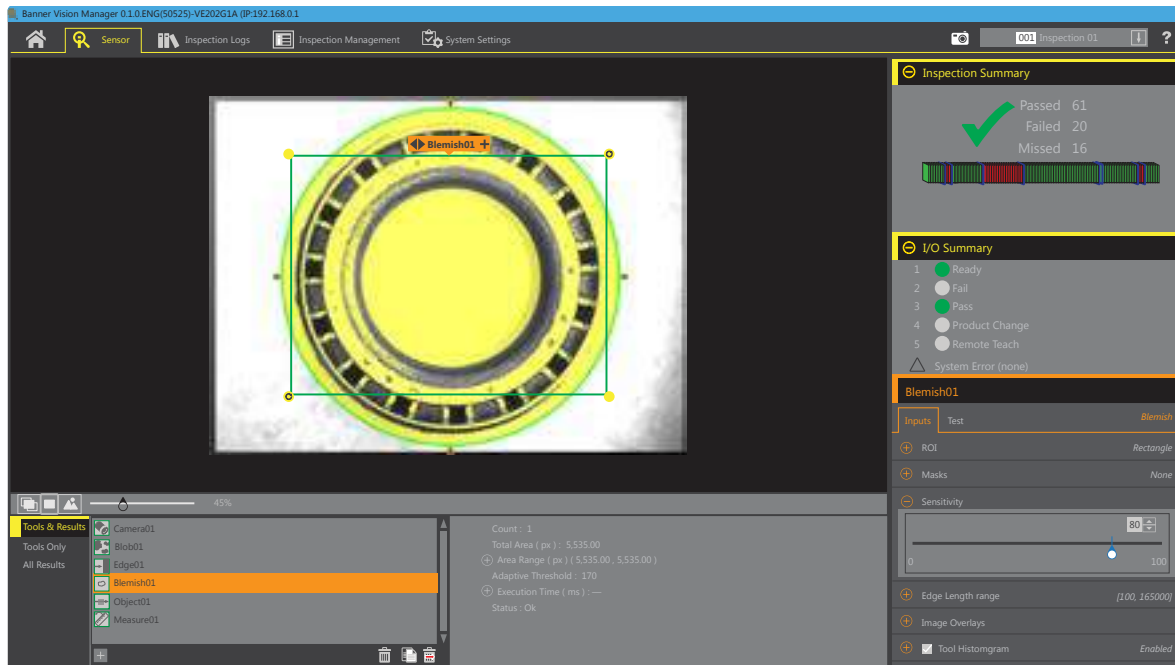 Banner Vision Manager 0.1.0.ENG(50525)-VE202G1A (IP:192.168.0.1
Sensor
Inspection Logs
Inspection Management
System Settings
001 Inspection 01
?
Inspection Summary
Passed 61
Failed 20
Missed 16
Blemish01
I/O Summary
1 Ready
2 Fail
3 Pass
4 Product Change
5 Remote Teach
System Error (none)
Blemish01
Inputs Test Blemish
ROI Rectangle
Masks None
Sensitivity
80
0 100
Edge Length range [100, 165000]
Image Overlays
Tool Histomgram Enabled
45%
Tools & Results
Tools Only
All Results
Camera01
Blob01
Edge01
Blemish01
Object01
Measure01
Count : 1
Total Area ( px ) : 5,535.00
Area Range ( px ) ( 5,535.00 , 5,535.00 )
Adaptive Threshold : 170
Execution Time ( ms ) : ---
Status : Ok